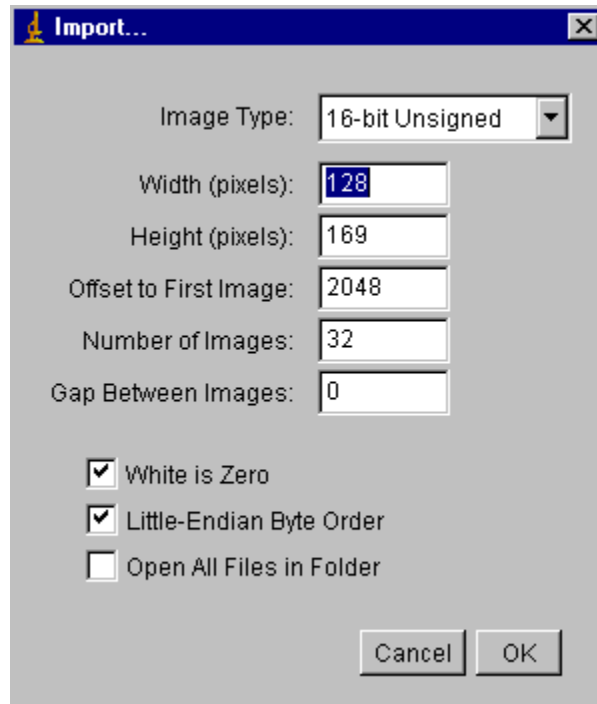 Import...
Image Type: 16-bit Unsigned
Width (pixels): 128
Height (pixels): 169
Offset to First Image: 2048
Number of Images: 32
Gap Between Images: 0
White is Zero
Little-Endian Byte Order
Open All Files in Folder
Cancel OK